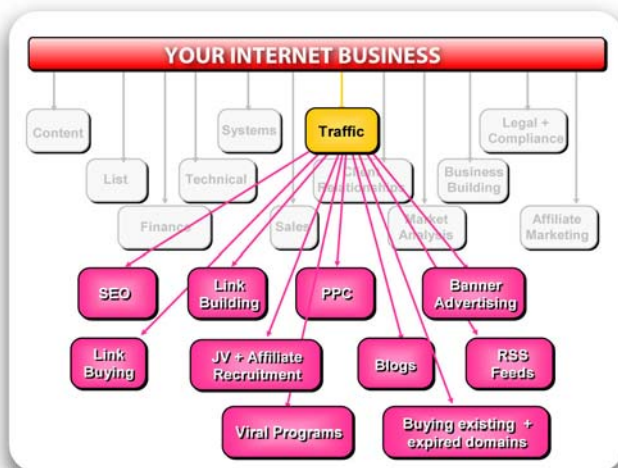 YOUR INTERNET BUSINESS
Content
Systems
Traffic
Legal +
Compliance
List
Technical
Client
Relationships
Business
Building
Finance
Sales
Market
Analysis
Affiliate
Marketing
SEO
Link
Building
PPC
Banner
Advertising
Link
Buying
JV + Affiliate
Recruitment
Blogs
RSS
Feeds
Viral Programs
Buying existing +
expired domains